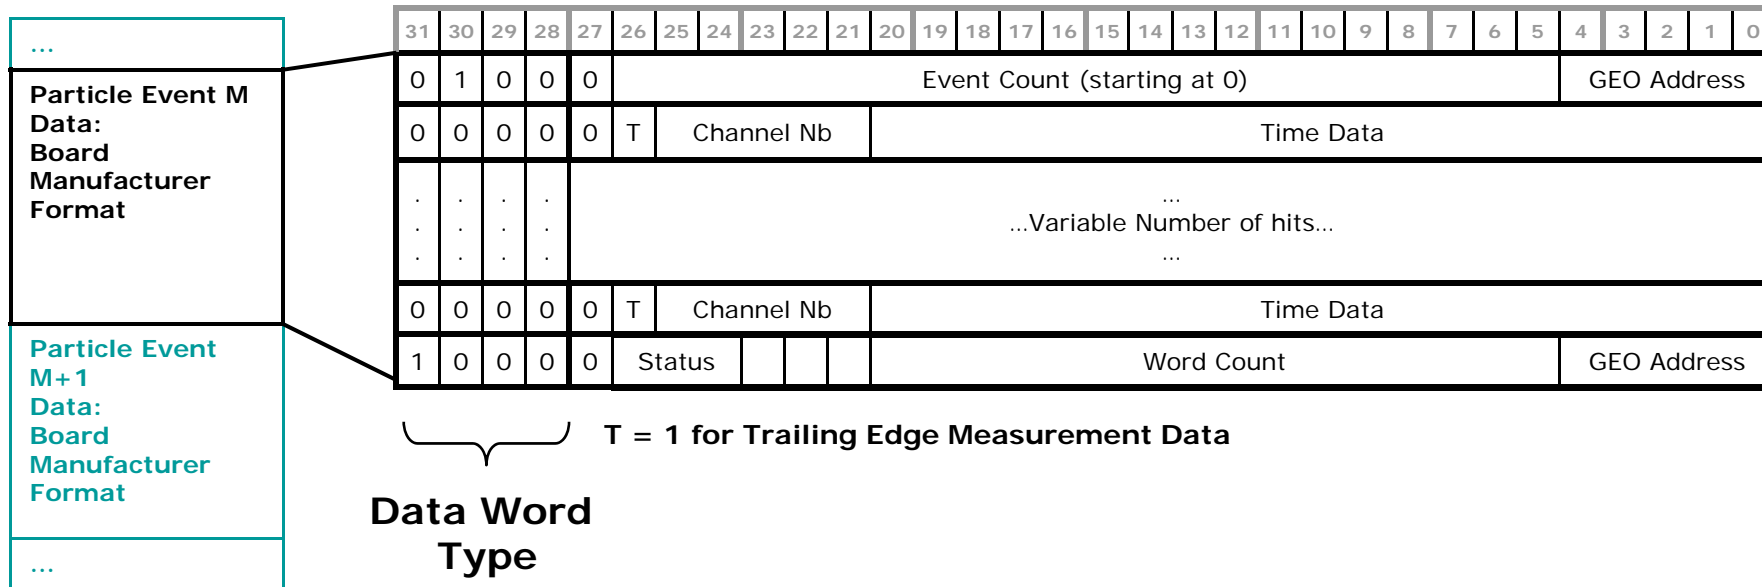 ...
Particle Event M
Data:
Board
Manufacturer
Format
Particle Event
M+1
Data:
Board
Manufacturer
Format
...
31 30 29 28 27 26 25 24 23 22 21 20 19 18 17 16 15 14 13 12 11 10 9 8 7 6 5 4 3 2 1 0
0 1 0 0 0 Event Count (starting at 0) GEO Address
0 0 0 0 0 T Channel Nb Time Data
. . . . ...
. . . . ...Variable Number of hits...
. . . . ...
0 0 0 0 0 T Channel Nb Time Data
1 0 0 0 0 Status Word Count GEO Address
T = 1 for Trailing Edge Measurement Data
Data Word
Type